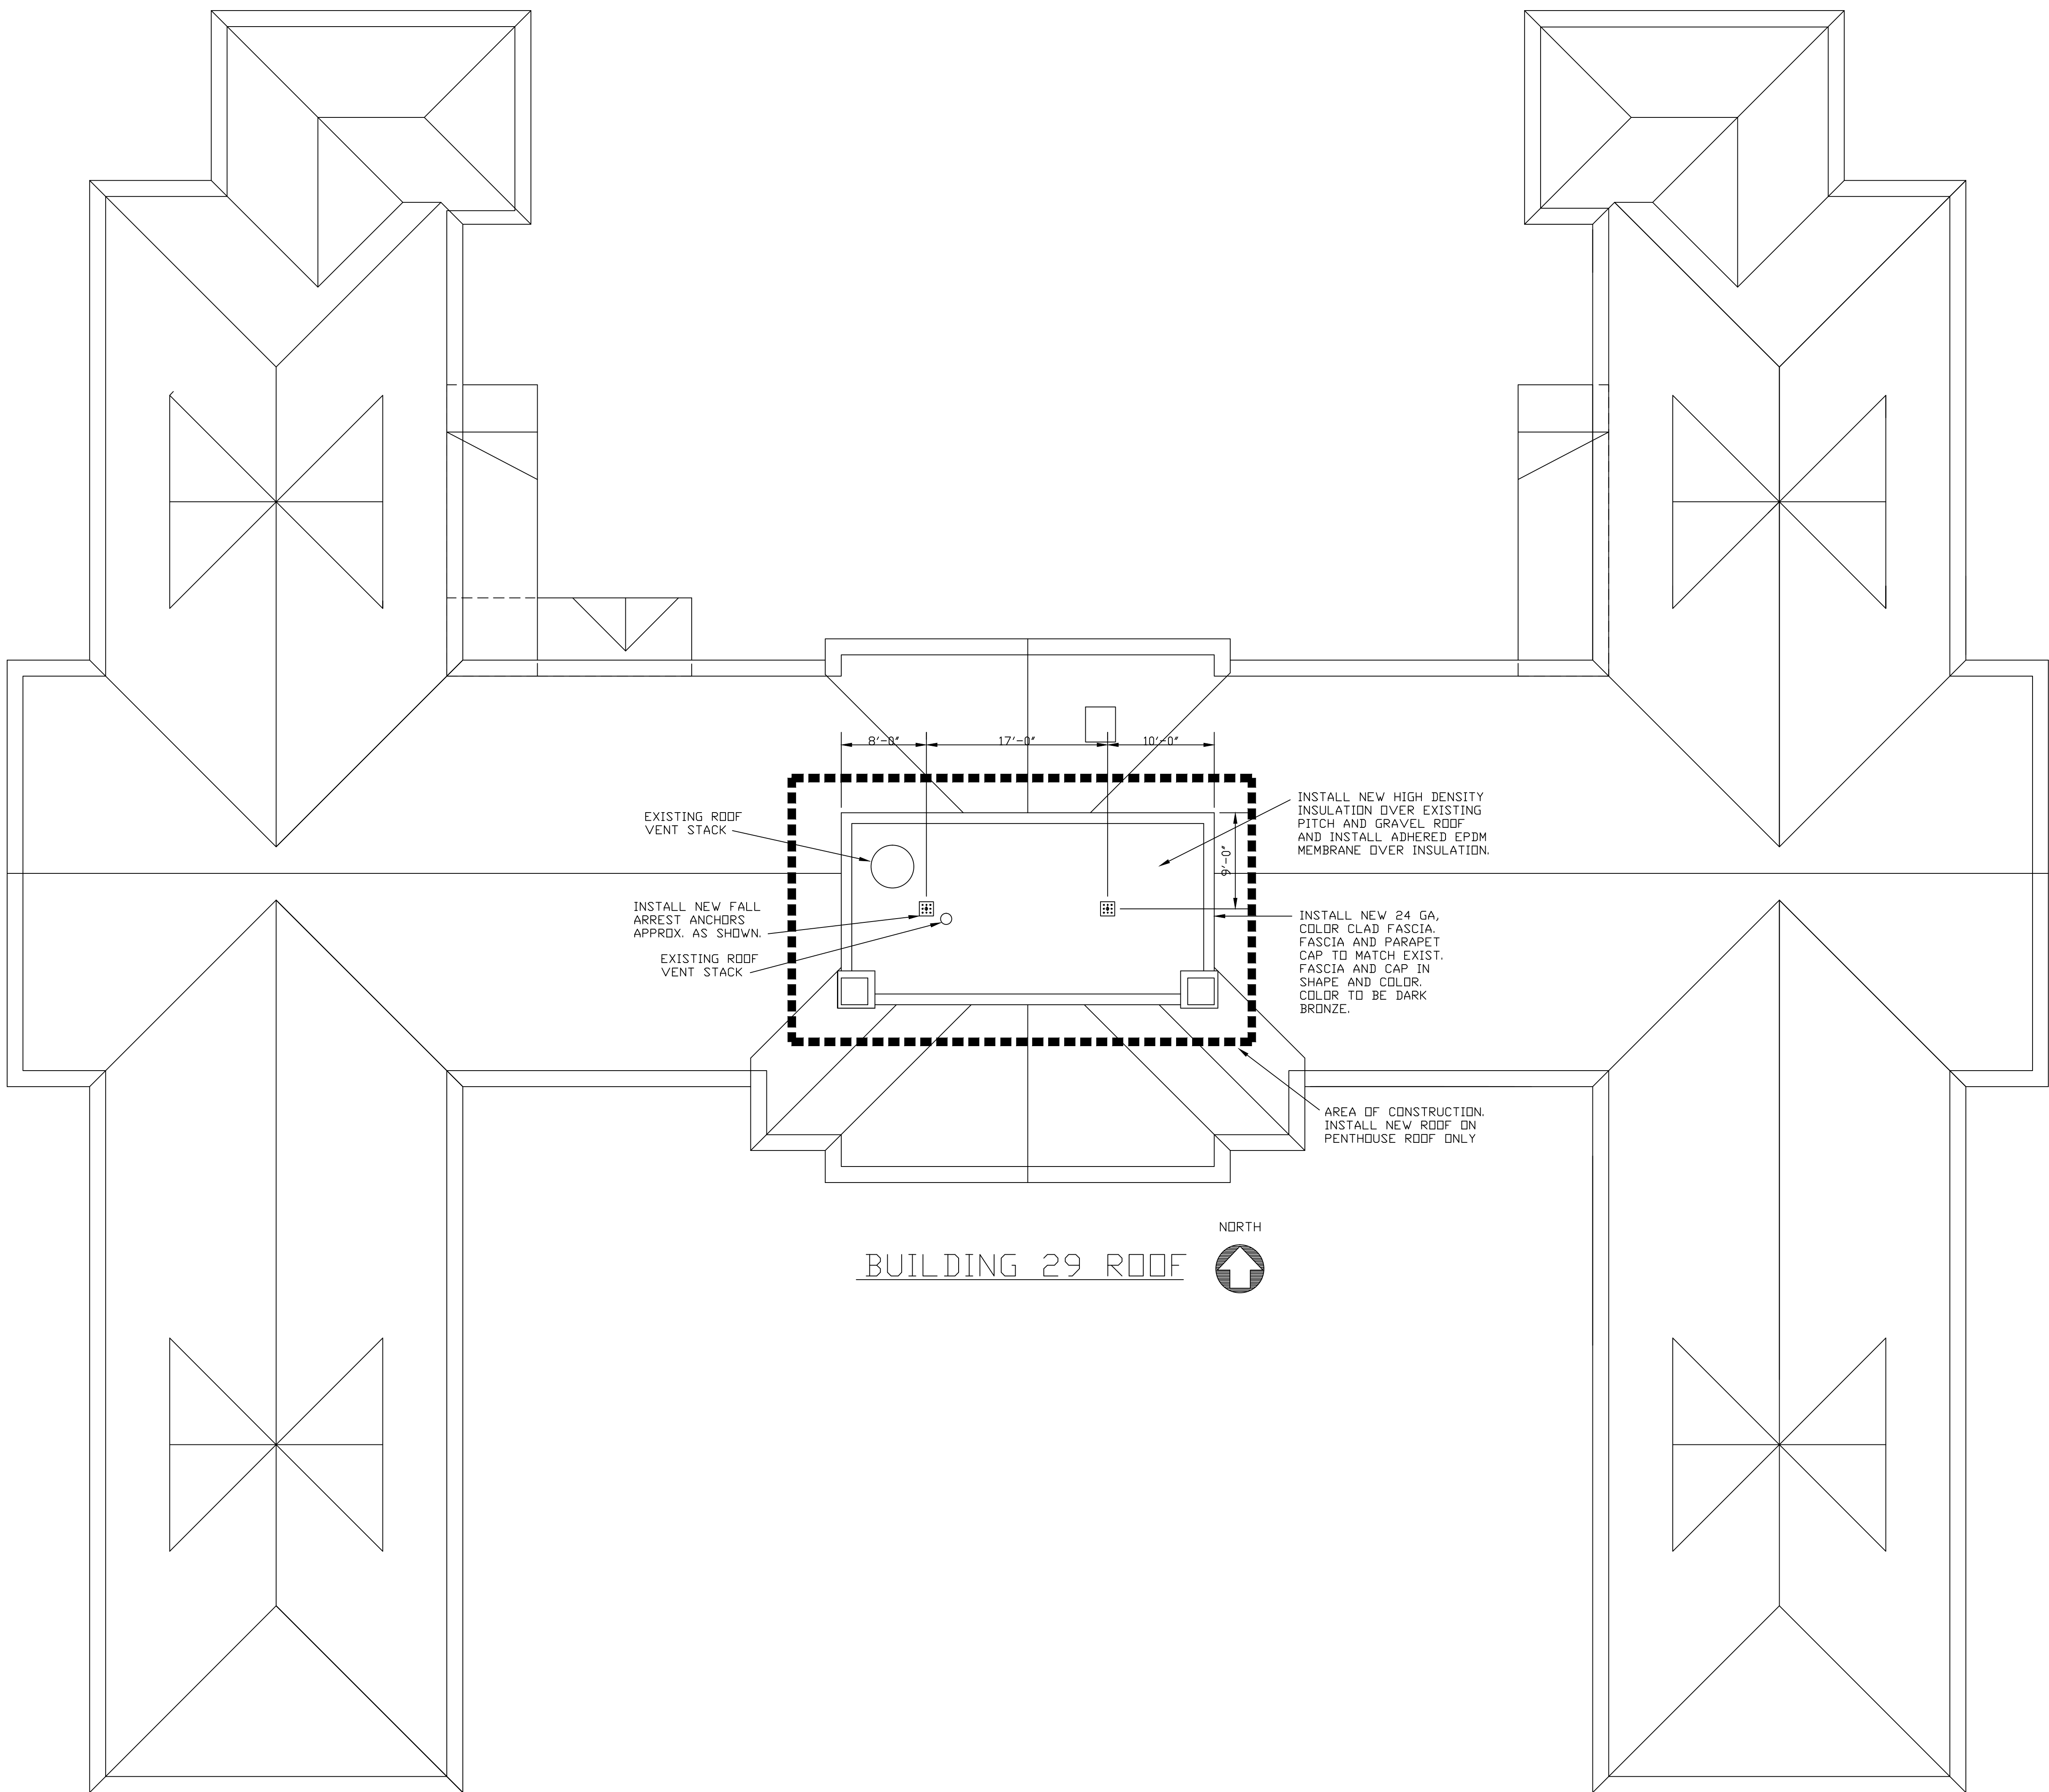 8'-0"
17'-0"
10'-0"
EXISTING ROOF
VENT STACK
INSTALL NEW HIGH DENSITY
INSULATION OVER EXISTING
PITCH AND GRAVEL ROOF
AND INSTALL ADHERED EPDM
MEMBRANE OVER INSULATION.
9'-0"
INSTALL NEW FALL
ARREST ANCHORS
APPROX. AS SHOWN.
EXISTING ROOF
VENT STACK
INSTALL NEW 24 GA,
COLOR CLAD FASCIA.
FASCIA AND PARAPET
CAP TO MATCH EXIST.
FASCIA AND CAP IN
SHAPE AND COLOR.
COLOR TO BE DARK
BRONZE.
AREA OF CONSTRUCTION.
INSTALL NEW ROOF ON
PENTHOUSE ROOF ONLY
NORTH
BUILDING 29 ROOF